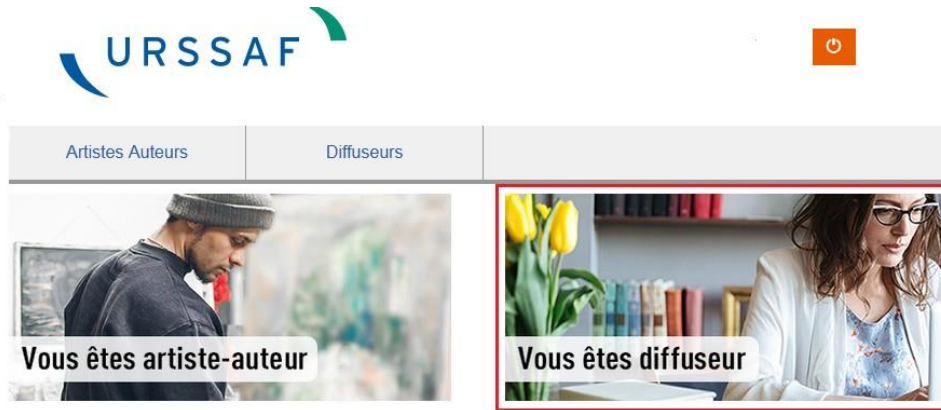 URSSAF
Artistes Auteurs
Diffuseurs
Vous êtes artiste-auteur
Vous êtes diffuseur